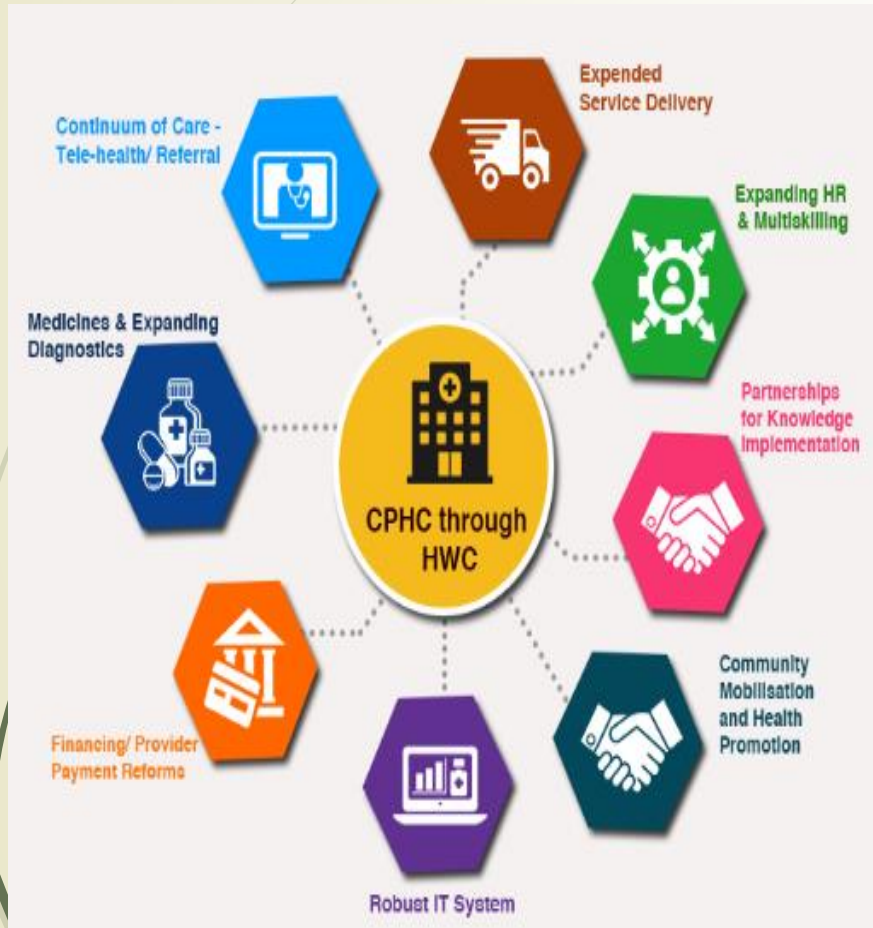 Expended
Service Delivery
Continuum of Care -
Tele-health/ Referral
Expanding HR
& Multiskilling
Medicines & Expanding
Diagnostics
Partnerships
for Knowledge
Implementation
CPHC through
HWC
Community
Mobilisation
and Health
Promotion
Financing/ Provider
Payment Reforms
Robust IT System